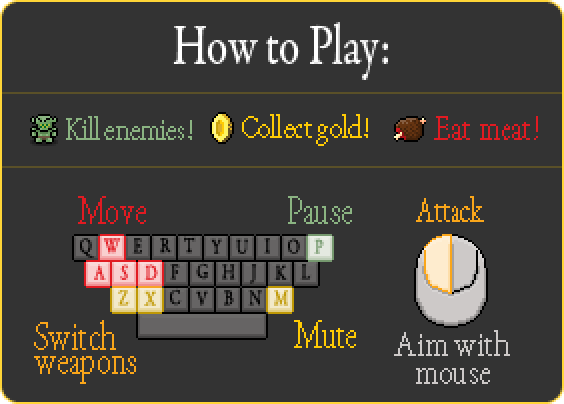 How to Play:
Kill enemies! Collect gold! Eat meat!
Move Pause Attack
Q W E R T Y U I O P
A S D F G H J K L
Z X C V B N M
Switch weapons Mute Aim with mouse